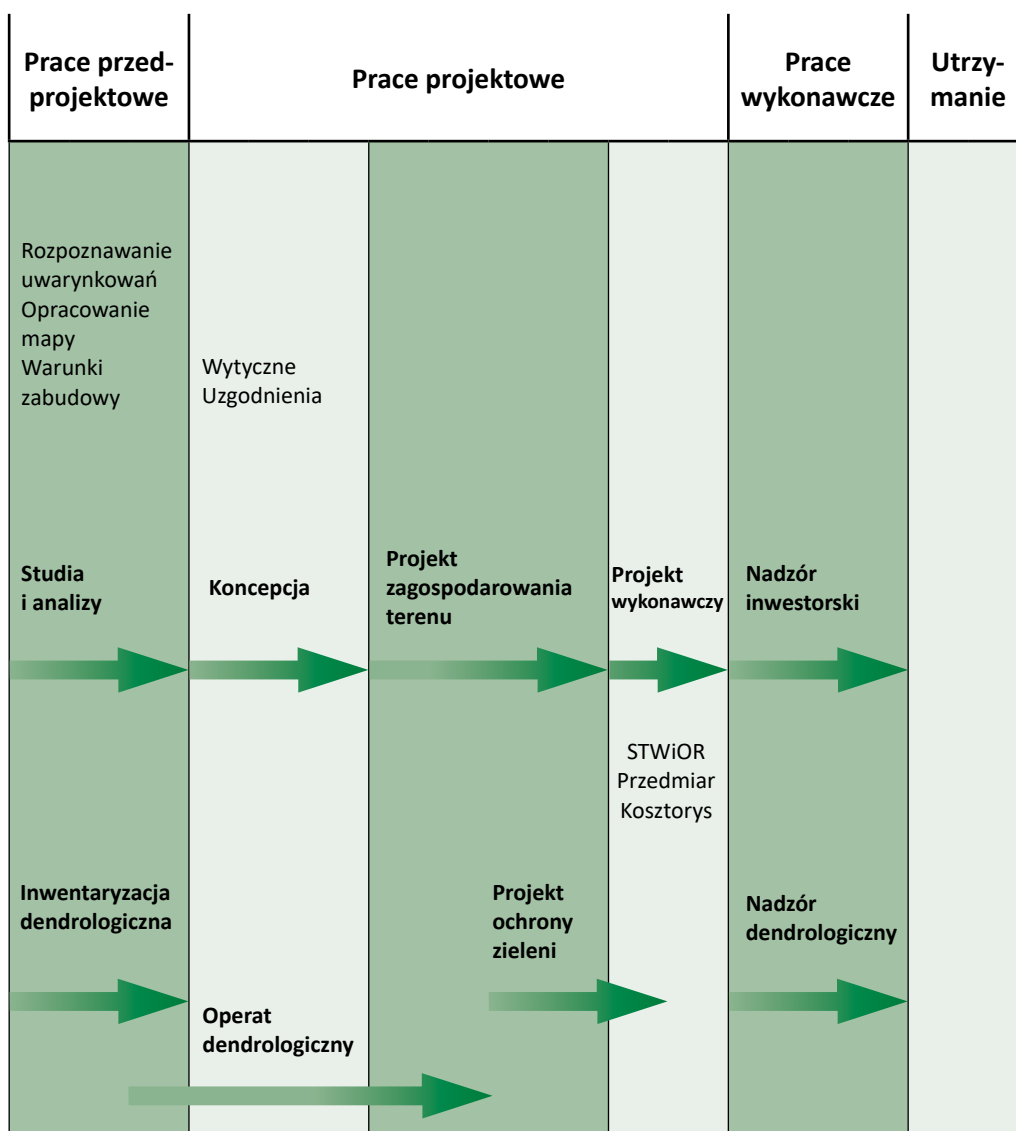 Prace przed-
projektowe
Prace projektowe
Prace
wykonawcze
Utrzy-
manie
Rozpoznawanie
uwarynkowań
Opracowanie
mapy
Warunki
zabudowy
Wytyczne
Uzgodnienia
Studia
i analizy
Koncepcja
Projekt
zagospodarowania
terenu
Projekt
wykonawczy
Nadzór
inwestorski
STWiOR
Przedmiar
Kosztorys
Inwentaryzacja
dendrologiczna
Operat
dendrologiczny
Projekt
ochrony
zieleni
Nadzór
dendrologiczny